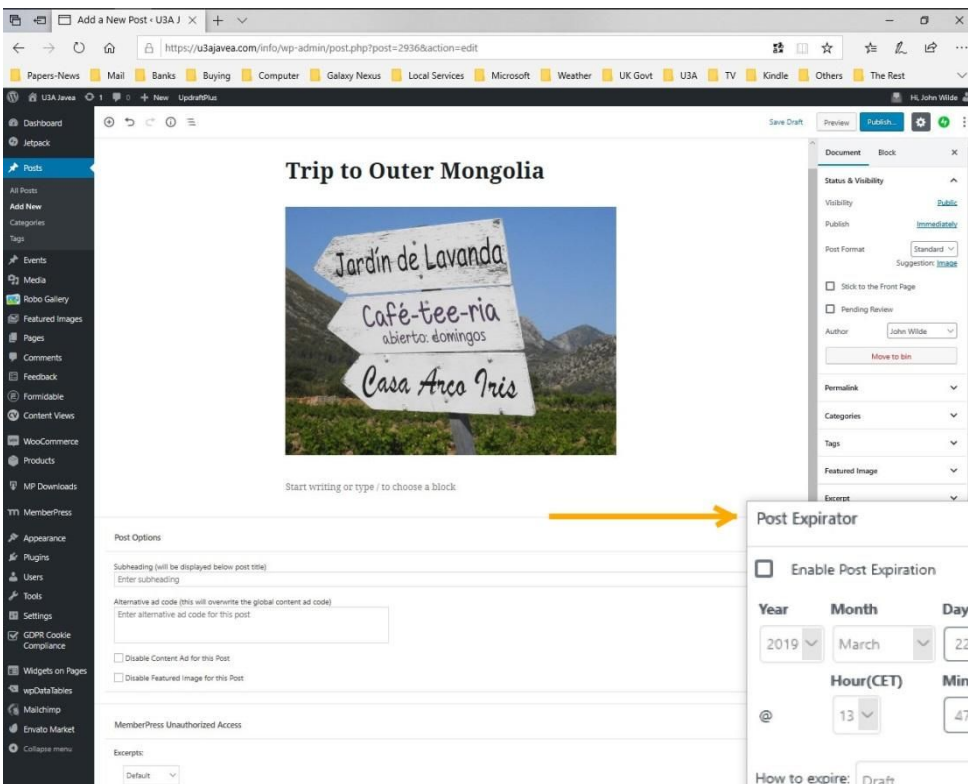 Add a New Post ‹ U3A J
https://u3ajavea.com/info/wp-admin/post.php?post=2936&action=edit
Papers-News Mail Banks Buying Computer Galaxy Nexus Local Services Microsoft Weather UK Govt U3A TV Kindle Others The Rest
U3A Javea 1 0 + New UpdraftPlus Hi, John Wilde
Save Draft Preview Publish...
Dashboard
Jetpack
Posts
All Posts
Add New
Categories
Tags
Events
Media
Robo Gallery
Featured Images
Pages
Comments
Feedback
Formidable
Content Views
WooCommerce
Products
MP Downloads
MemberPress
Appearance
Plugins
Users
Tools
Settings
GDPR Cookie
Compliance
Widgets on Pages
wpDataTables
Mailchimp
Envato Market
Collapse menu
Trip to Outer Mongolia
Jardín de Lavanda
Café-tee-ria
abierto: domingos
Casa Arco Iris
Start writing or type / to choose a block
Post Options
Subheading (will be displayed below post title)
Enter subheading
Alternative ad code (this will overwrite the global content ad code)
Enter alternative ad code for this post
Disable Content Ad for this Post
Disable Featured Image for this Post
MemberPress Unauthorized Access
Excerpts:
Default
Document Block
Status & Visibility
Visibility Public
Publish Immediately
Post Format Standard
Suggestion: Image
Stick to the Front Page
Pending Review
Author John Wilde
Move to bin
Permalink
Categories
Tags
Featured Image
Excerpt
Post Expirator
Enable Post Expiration
Year Month Day
2019 March 22
Hour(CET) Min
@ 13 47
How to expire: Draft